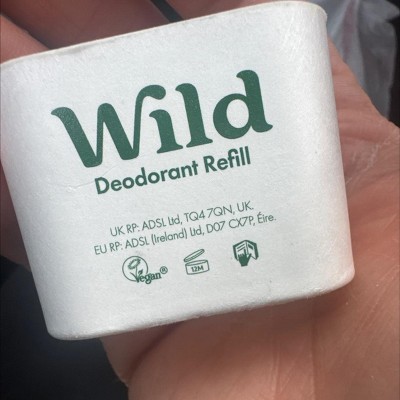 Wild
Deodorant Refill
UK RP: ADSL Ltd, TQ4 7QN, UK.
EU RP: ADSL (Ireland) Ltd, D07 CX7P, Éire.
Vegan® 12M